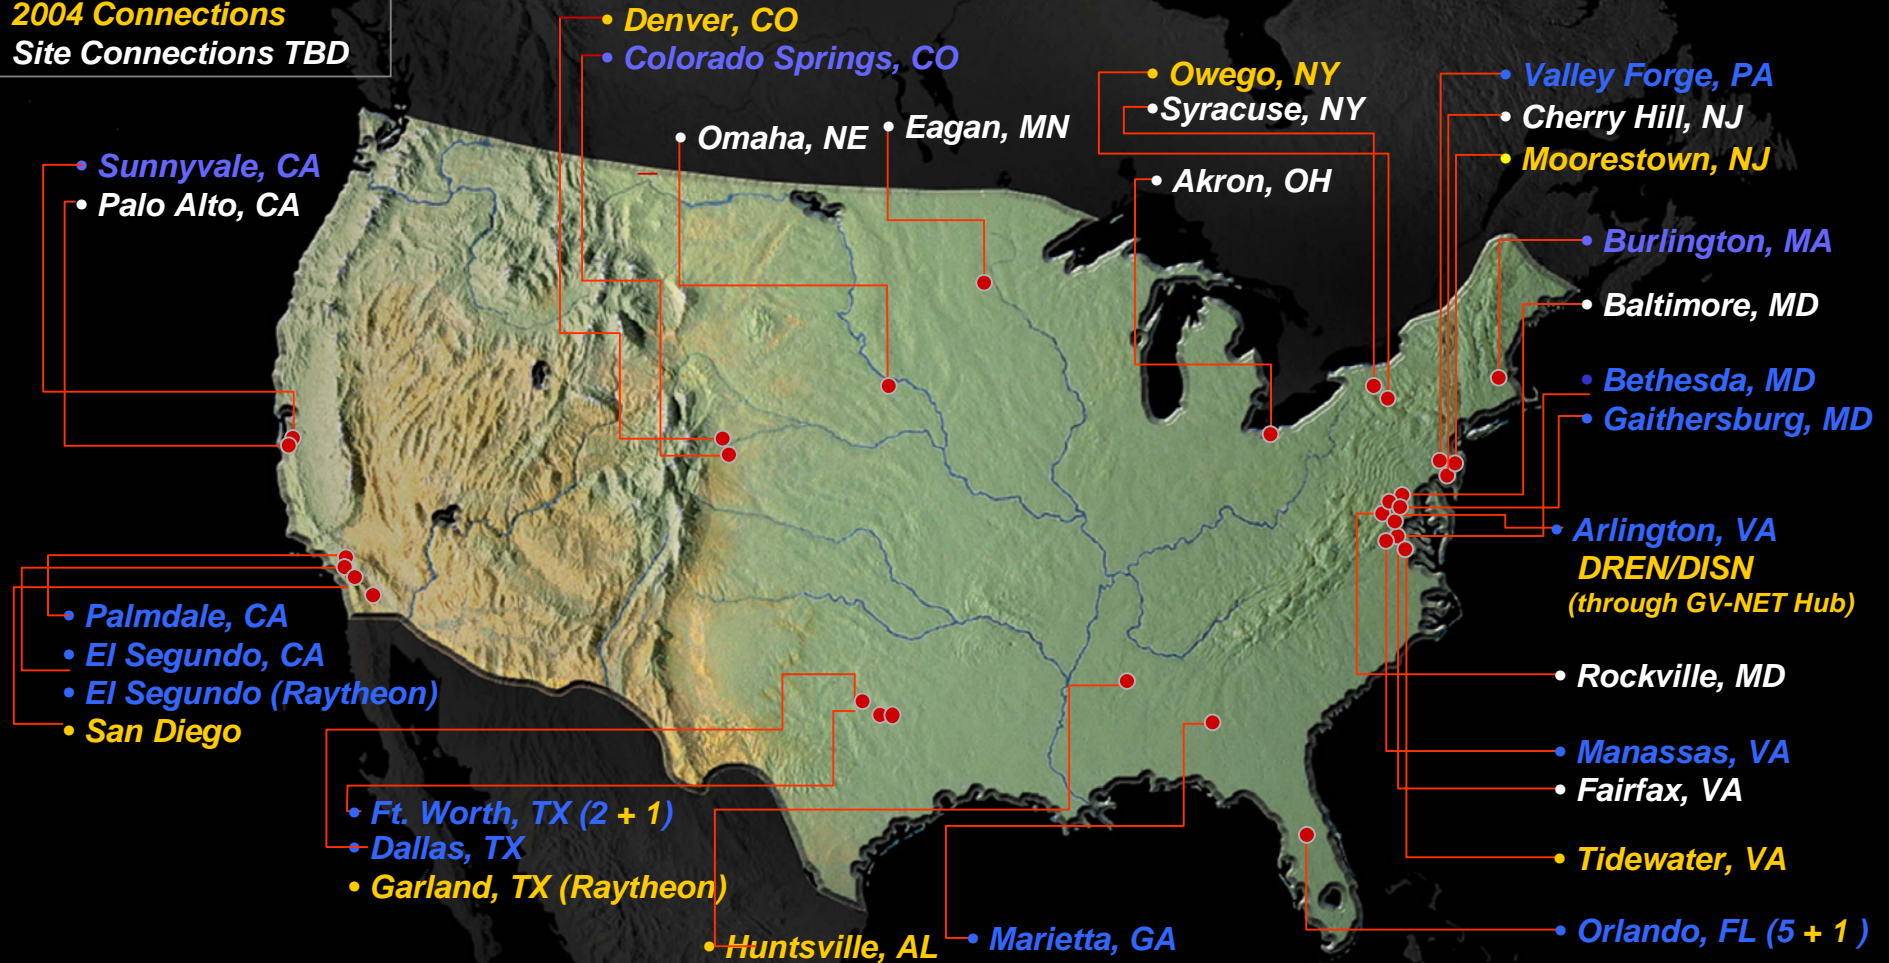 2004 Connections
Site Connections TBD
• Denver, CO
• Colorado Springs, CO
• Omaha, NE
• Eagan, MN
• Owego, NY
• Syracuse, NY
• Akron, OH
• Valley Forge, PA
• Cherry Hill, NJ
• Moorestown, NJ
• Sunnyvale, CA
• Palo Alto, CA
• Burlington, MA
• Baltimore, MD
• Bethesda, MD
• Gaithersburg, MD
• Arlington, VA
DREN/DISN
(through GV-NET Hub)
• Palmdale, CA
• El Segundo, CA
• El Segundo (Raytheon)
• San Diego
• Rockville, MD
• Manassas, VA
• Fairfax, VA
• Tidewater, VA
• Orlando, FL (5 + 1 )
• Ft. Worth, TX (2 + 1)
• Dallas, TX
• Garland, TX (Raytheon)
• Huntsville, AL
• Marietta, GA